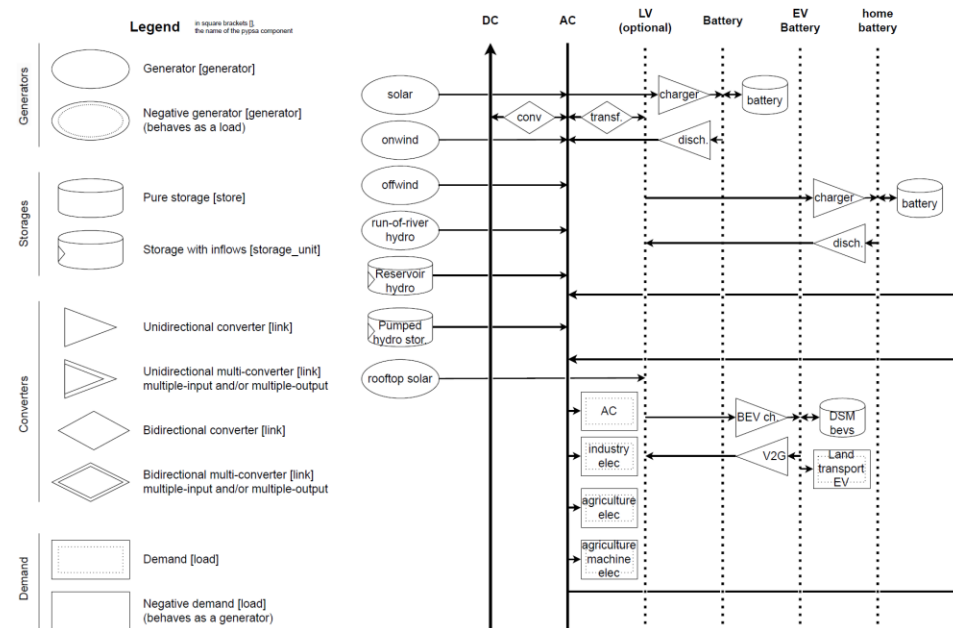 Legend
in square brackets [],
the name of the pypsa component
Generators
Generator [generator]
Negative generator [generator]
(behaves as a load)
Storages
Pure storage [store]
Storage with inflows [storage_unit]
Converters
Unidirectional converter [link]
Unidirectional multi-converter [link]
multiple-input and/or multiple-output
Bidirectional converter [link]
Bidirectional multi-converter [link]
multiple-input and/or multiple-output
Demand
Demand [load]
Negative demand [load]
(behaves as a generator)
DC
AC
LV
(optional)
Battery
EV
Battery
home
battery
solar
charger
battery
conv
transf.
onwind
disch.
offwind
charger
battery
run-of-river
hydro
disch.
Reservoir
hydro
Pumped
hydro stor.
rooftop solar
AC
BEV ch.
DSM
bevs
industry
elec
V2G
Land
transport
EV
agriculture
elec
agriculture
machine
elec